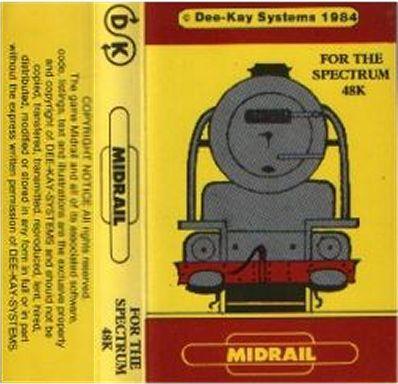 © Dee-Kay Systems 1984
FOR THE
SPECTRUM
48K
MIDRAIL
D
K
MIDRAIL
FOR THE
SPECTRUM
48K
COPYRIGHT NOTICE All rights reserved.
The game Midrail and all of its associated software,
code, listings, text and illustrations are the exclusive property
and copyright of DEE-KAY-SYSTEMS and should not be
copied, transferred, transmitted, reproduced, lent, hired,
distributed, modified or stored in any form in full or in part
without the express written permission of DEE-KAY-SYSTEMS.